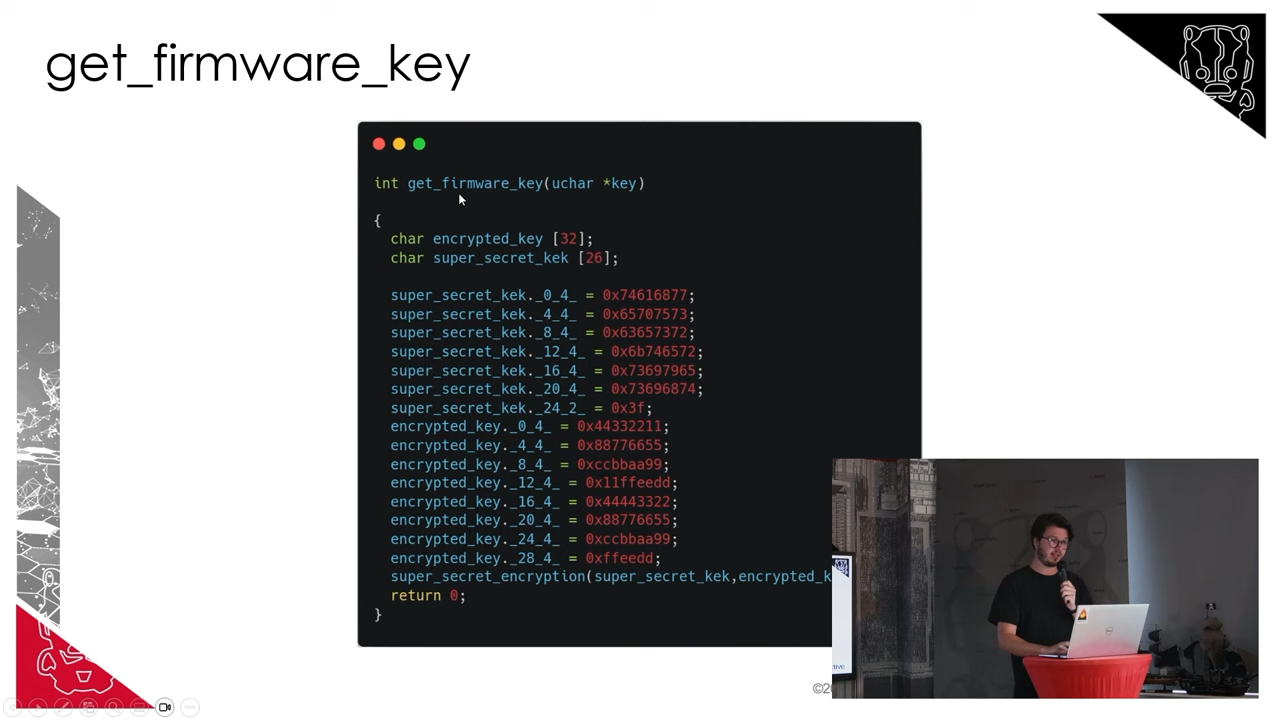 get_firmware_key
int get_firmware_key(uchar *key)
{
char encrypted_key [32];
char super_secret_kek [26];
super_secret_kek._0_4_ = 0x74616877;
super_secret_kek._4_4_ = 0x65707573;
super_secret_kek._8_4_ = 0x63657372;
super_secret_kek._12_4_ = 0x6b746572;
super_secret_kek._16_4_ = 0x73697965;
super_secret_kek._20_4_ = 0x73696874;
super_secret_kek._24_2_ = 0x3f;
encrypted_key._0_4_ = 0x44332211;
encrypted_key._4_4_ = 0x88776655;
encrypted_key._8_4_ = 0xccbbaa99;
encrypted_key._12_4_ = 0x11ffeedd;
encrypted_key._16_4_ = 0x44443322;
encrypted_key._20_4_ = 0x88776655;
encrypted_key._24_4_ = 0xccbbaa99;
encrypted_key._28_4_ = 0xffeedd;
super_secret_encryption(super_secret_kek,encrypted_k
return 0;
}
©2